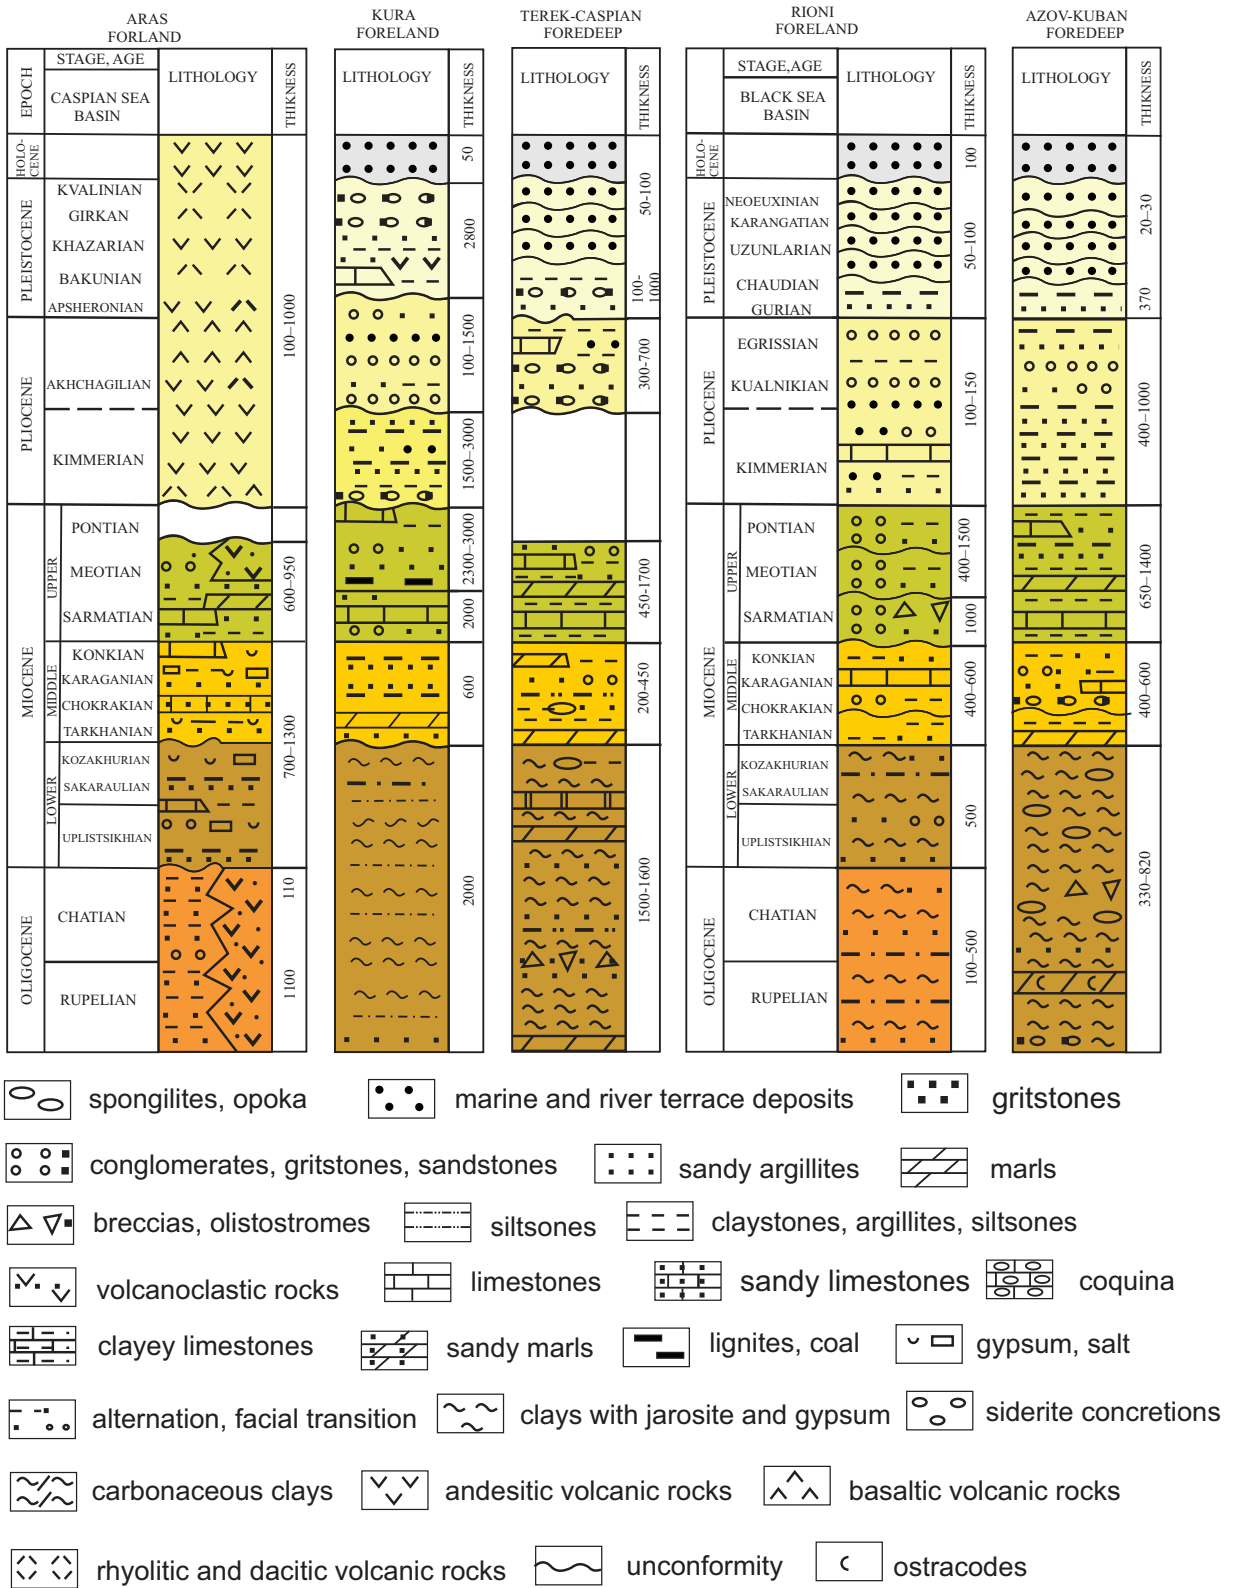 ARAS
FORLAND
KURA
FORELAND
TEREK-CASPIAN
FOREDEEP
RIONI
FORELAND
AZOV-KUBAN
FOREDEEP
EPOCH
STAGE, AGE
CASPIAN SEA
BASIN
LITHOLOGY
THIKNESS
LITHOLOGY
THIKNESS
LITHOLOGY
THIKNESS
EPOCH
STAGE,AGE
BLACK SEA
BASIN
LITHOLOGY
THIKNESS
LITHOLOGY
THIKNESS
HOLO-
CENE
PLEISTOCENE
KVALINIAN
GIRKAN
KHAZARIAN
BAKUNIAN
APSHERONIAN
PLIOCENE
AKHCHAGILIAN
KIMMERIAN
MIOCENE
UPPER
PONTIAN
MEOTIAN
SARMATIAN
MIDDLE
KONKIAN
KARAGANIAN
CHOKRAKIAN
TARKHANIAN
LOWER
KOZAKHURIAN
SAKARAULIAN
UPLISTSIKHIAN
OLIGOCENE
CHATIAN
RUPELIAN
100–1000
600–950
700–1300
110
1100
50
2800
100–1500
1500–3000
2300–3000
2000
600
2000
50-100
100-
1000
300-700
450-1700
200-450
1500-1600
HOLO-
CENE
PLEISTOCENE
NEOEUXINIAN
KARANGATIAN
UZUNLARIAN
CHAUDIAN
GURIAN
PLIOCENE
EGRISSIAN
KUALNIKIAN
KIMMERIAN
MIOCENE
UPPER
PONTIAN
MEOTIAN
SARMATIAN
MIDDLE
KONKIAN
KARAGANIAN
CHOKRAKIAN
TARKHANIAN
LOWER
KOZAKHURIAN
SAKARAULIAN
UPLISTSIKHIAN
OLIGOCENE
CHATIAN
RUPELIAN
100
50–100
100–150
400–1500
1000
400–600
500
100–500
20–30
370
400–1000
650–1400
400–600
330–820
spongilites, opoka
marine and river terrace deposits
gritstones
conglomerates, gritstones, sandstones
sandy argillites
marls
breccias, olistostromes
siltsones
claystones, argillites, siltsones
volcanoclastic rocks
limestones
sandy limestones
coquina
clayey limestones
sandy marls
lignites, coal
gypsum, salt
alternation, facial transition
clays with jarosite and gypsum
siderite concretions
carbonaceous clays
andesitic volcanic rocks
basaltic volcanic rocks
rhyolitic and dacitic volcanic rocks
unconformity
ostracodes